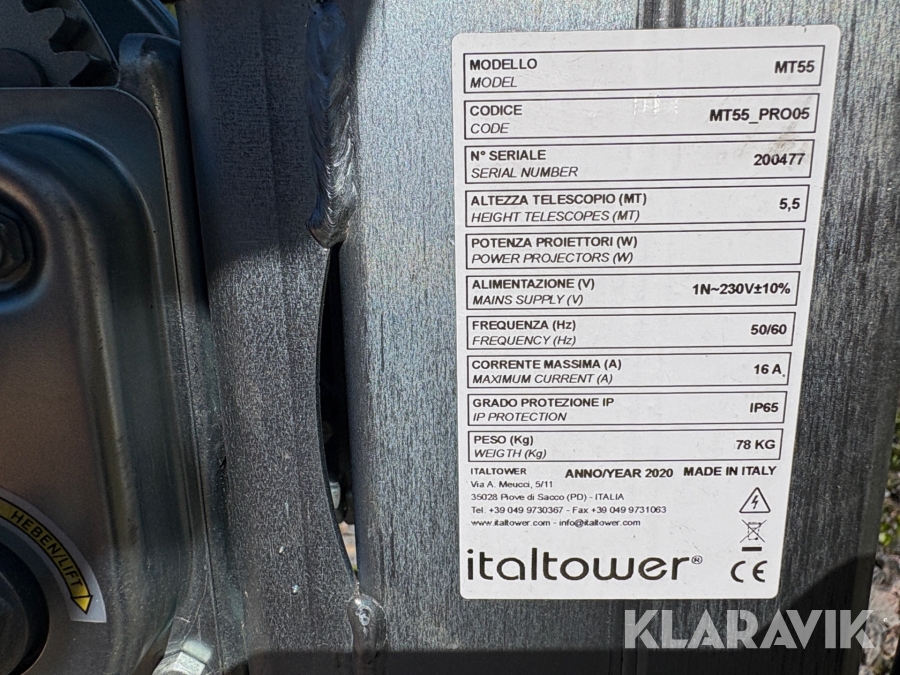 MODELLO
MODEL
MT55
CODICE
CODE
MT55_PRO05
N° SERIALE
SERIAL NUMBER
200477
ALTEZZA TELESCOPIO (MT)
HEIGHT TELESCOPES (MT)
5,5
POTENZA PROIETTORI (W)
POWER PROJECTORS (W)
ALIMENTAZIONE (V)
MAINS SUPPLY (V)
1N~230V±10%
FREQUENZA (Hz)
FREQUENCY (Hz)
50/60
CORRENTE MASSIMA (A)
MAXIMUM CURRENT (A)
16 A
GRADO PROTEZIONE IP
IP PROTECTION
IP65
PESO (Kg)
WEIGTH (Kg)
78 KG
ITALTOWER ANNO/YEAR 2020 MADE IN ITALY
Via A. Meucci, 5/11
35028 Piove di Sacco (PD) - ITALIA
Tel. +39 049 9730367 - Fax +39 049 9731063
www.italtower.com - info@italtower.com
italtower®
CE
HEBEN/LIFT
KLARAVIK